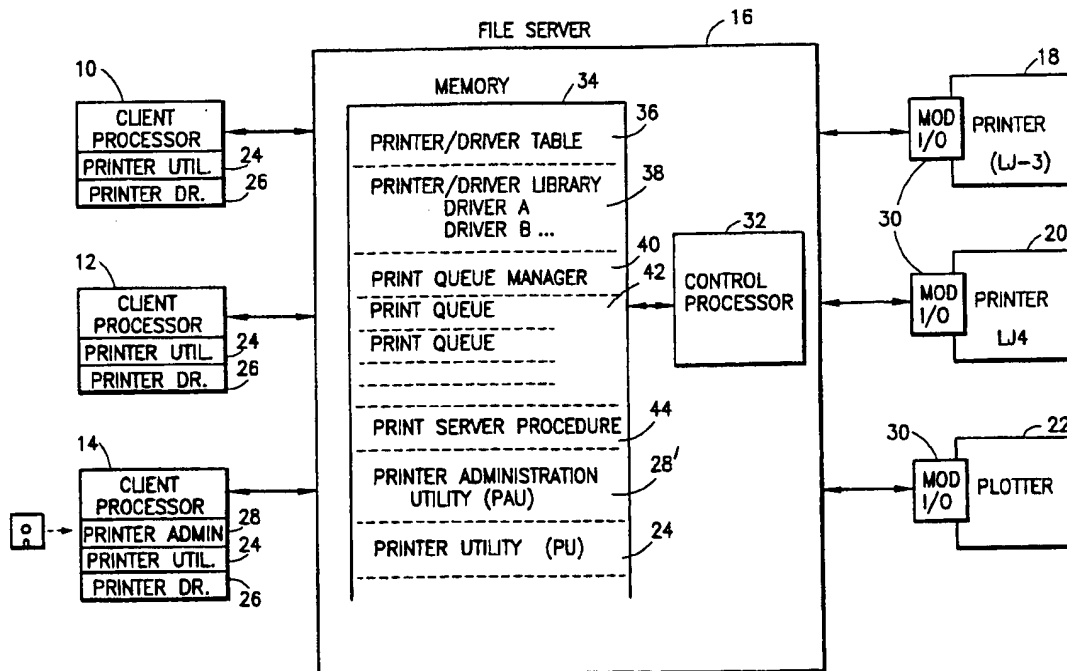 FILE SERVER
16
10
CLIENT
PROCESSOR
PRINTER UTIL.
24
PRINTER DR.
26
12
CLIENT
PROCESSOR
PRINTER UTIL.
24
PRINTER DR.
26
14
CLIENT
PROCESSOR
PRINTER ADMIN
28
PRINTER UTIL.
24
PRINTER DR.
26
MEMORY
34
PRINTER/DRIVER TABLE
36
PRINTER/DRIVER LIBRARY
38
DRIVER A
DRIVER B ...
PRINT QUEUE MANAGER
40
PRINT QUEUE
42
PRINT QUEUE
PRINT SERVER PROCEDURE
44
PRINTER ADMINISTRATION
UTILITY (PAU)
28'
PRINTER UTILITY (PU)
24
32
CONTROL
PROCESSOR
18
MOD
I/O
PRINTER
(LJ-3)
30
20
MOD
I/O
PRINTER
LJ4
30
22
MOD
I/O
PLOTTER